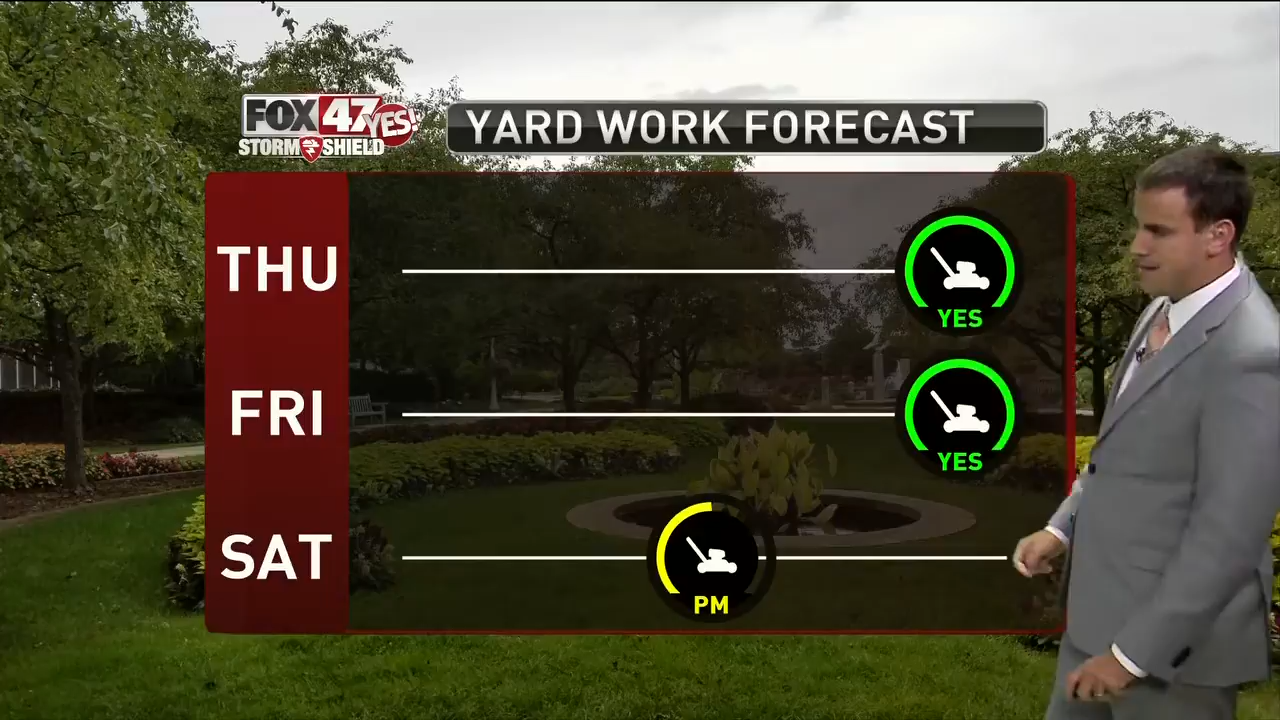 FOX 47 YES!
STORM SHIELD
YARD WORK FORECAST
THU
YES
FRI
YES
SAT
PM